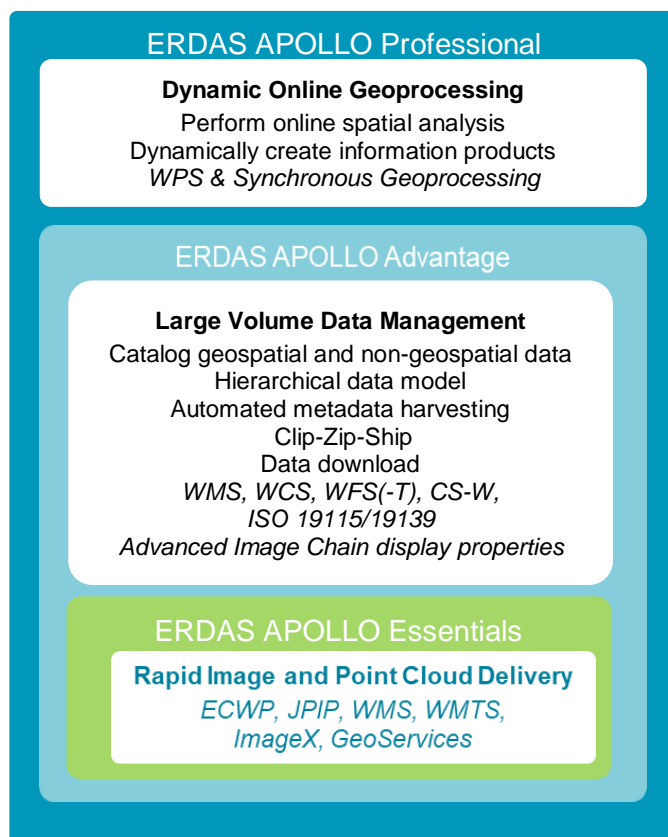 ERDAS APOLLO Professional
Dynamic Online Geoprocessing
Perform online spatial analysis
Dynamically create information products
WPS & Synchronous Geoprocessing
ERDAS APOLLO Advantage
Large Volume Data Management
Catalog geospatial and non-geospatial data
Hierarchical data model
Automated metadata harvesting
Clip-Zip-Ship
Data download
WMS, WCS, WFS(-T), CS-W,
ISO 19115/19139
Advanced Image Chain display properties
ERDAS APOLLO Essentials
Rapid Image and Point Cloud Delivery
ECWP, JPIP, WMS, WMTS,
ImageX, GeoServices